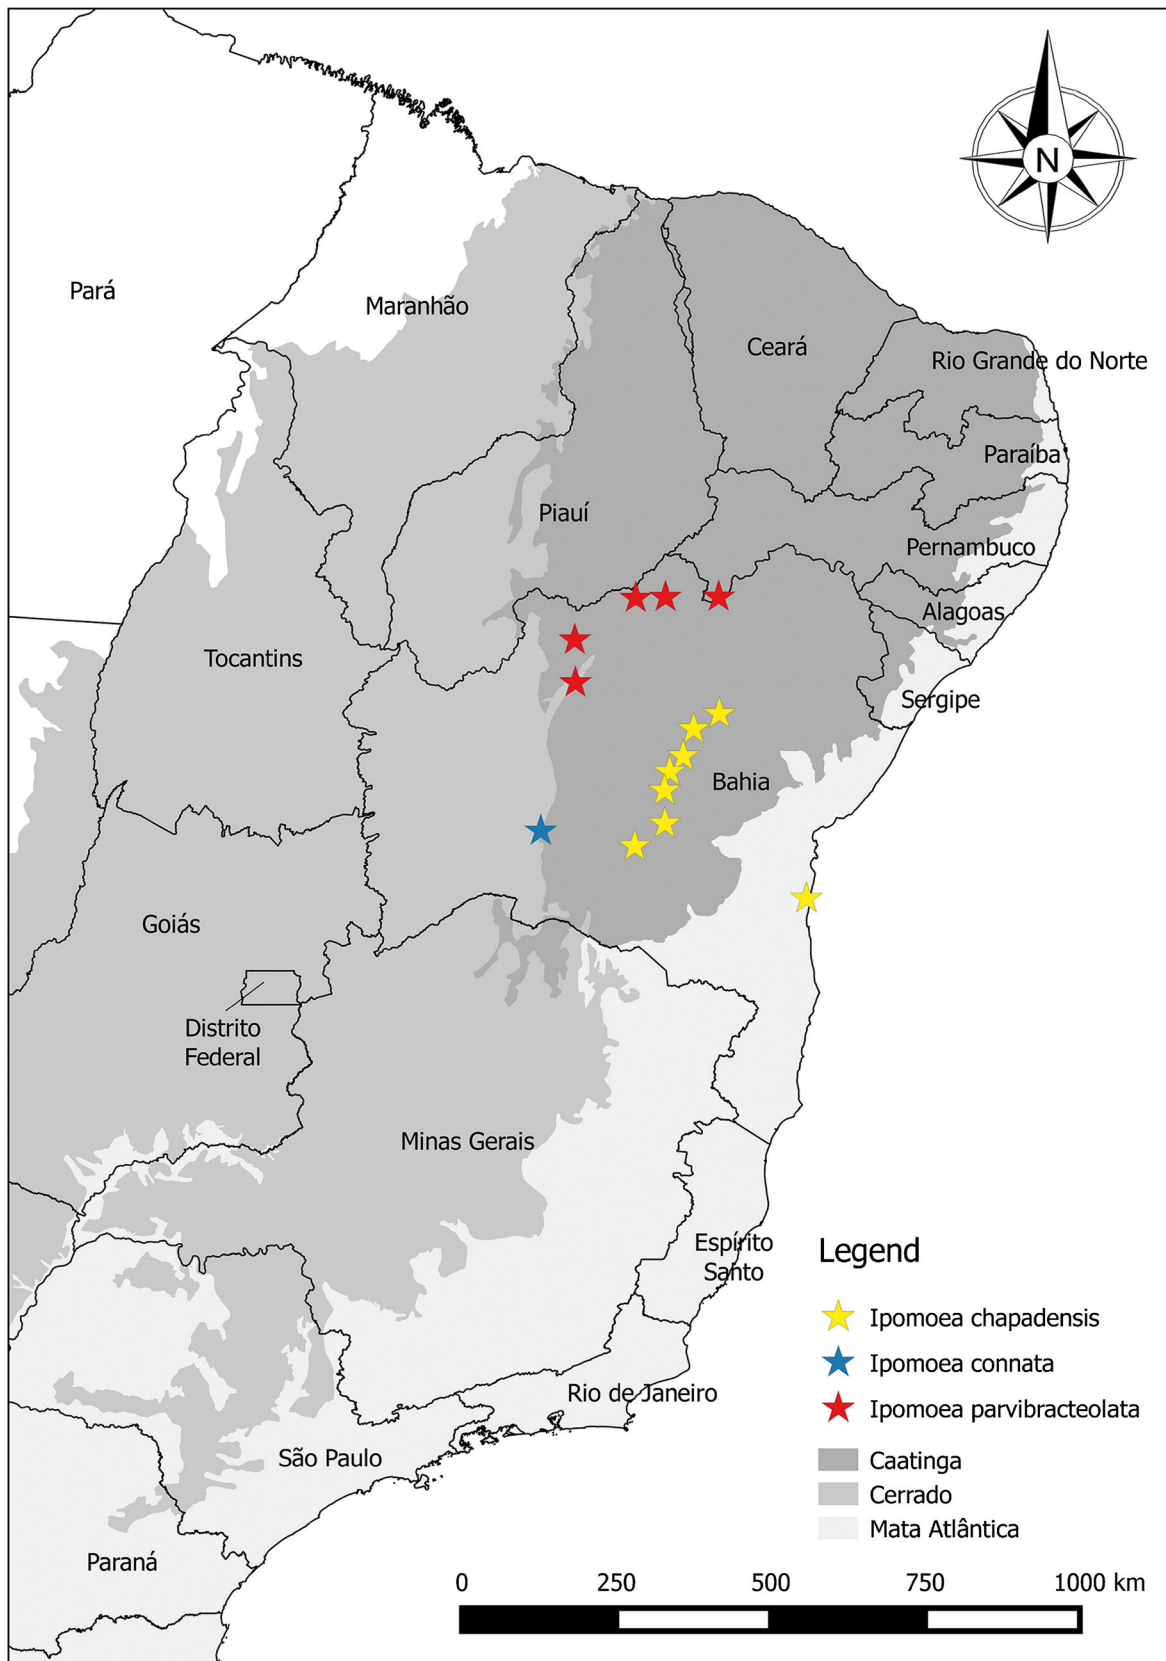 N
Pará
Maranhão
Ceará
Rio Grande do Norte
Paraíba
Piauí
Pernambuco
Alagoas
Tocantins
Sergipe
Bahia
Goiás
Distrito
Federal
Minas Gerais
Espírito
Santo
Rio de Janeiro
São Paulo
Paraná
Legend
Ipomoea chapadensis
Ipomoea connata
Ipomoea parvibracteolata
Caatinga
Cerrado
Mata Atlântica
0 250 500 750 1000 km